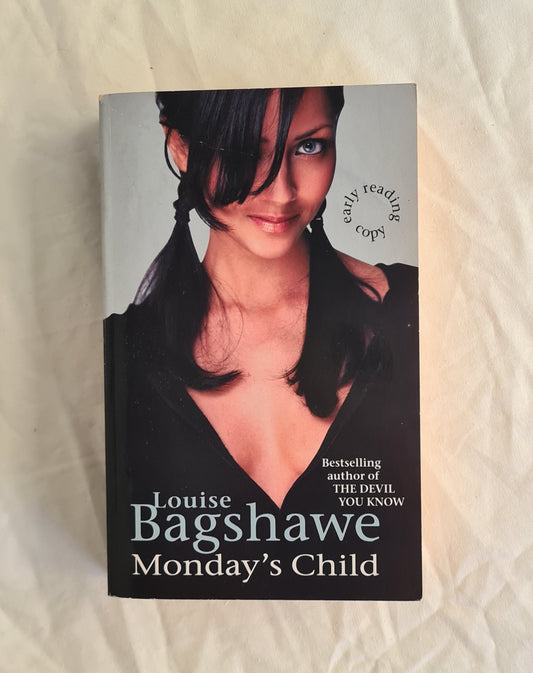 early reading
copy
Bestselling
author of
THE DEVIL
YOU KNOW
Louise
Bagshawe
Monday's Child